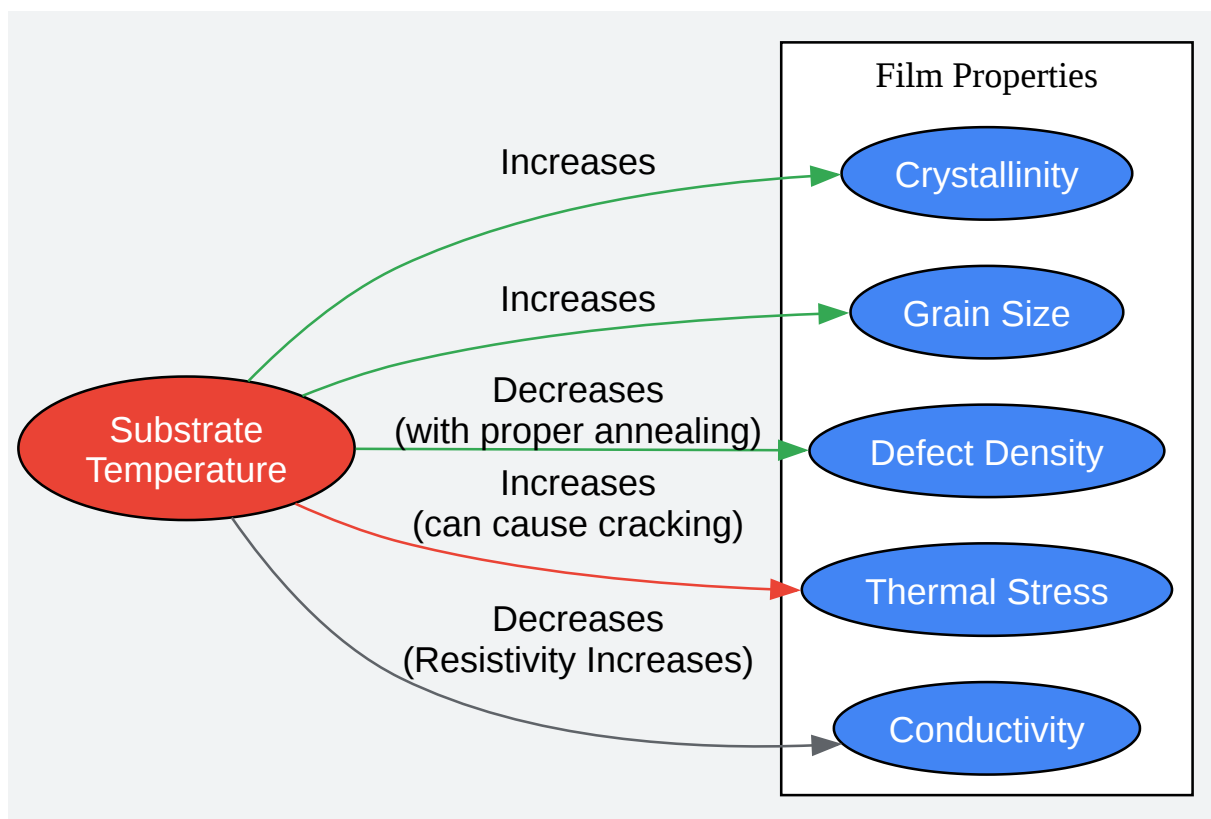 Film Properties
Increases
Crystallinity
Increases
Grain Size
Decreases
(with proper annealing)
Defect Density
Substrate
Temperature
Increases
(can cause cracking)
Thermal Stress
Decreases
(Resistivity Increases)
Conductivity